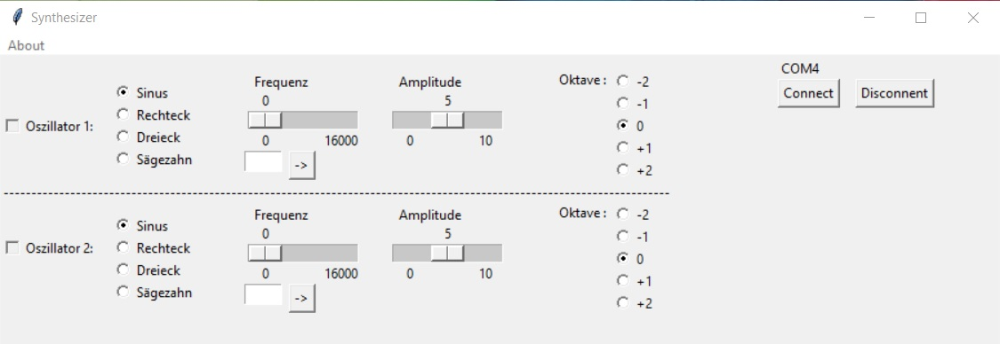 Synthesizer
About
COM4
Connect Disconnent
Oszillator 1:
Sinus
Rechteck
Dreieck
Sägezahn
Frequenz
0
0 16000
->
Amplitude
5
0 10
Oktave :
-2
-1
0
+1
+2
--------------------------------------------------------------------------------------------------------------
Oszillator 2:
Sinus
Rechteck
Dreieck
Sägezahn
Frequenz
0
0 16000
->
Amplitude
5
0 10
Oktave :
-2
-1
0
+1
+2